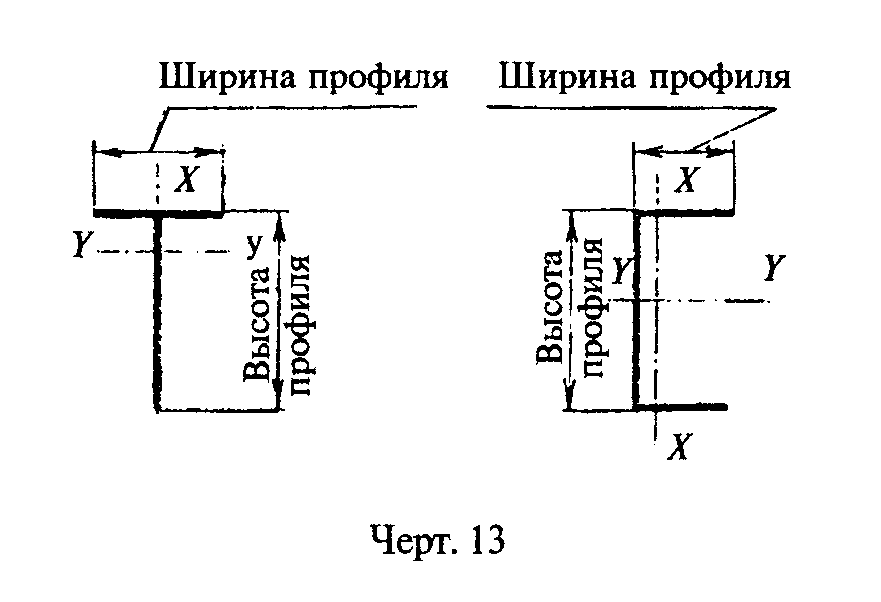 Ширина профиля
Ширина профиля
X
X
Y
у
Высота
профиля
Высота
профиля
Y
Y
X
Черт. 13